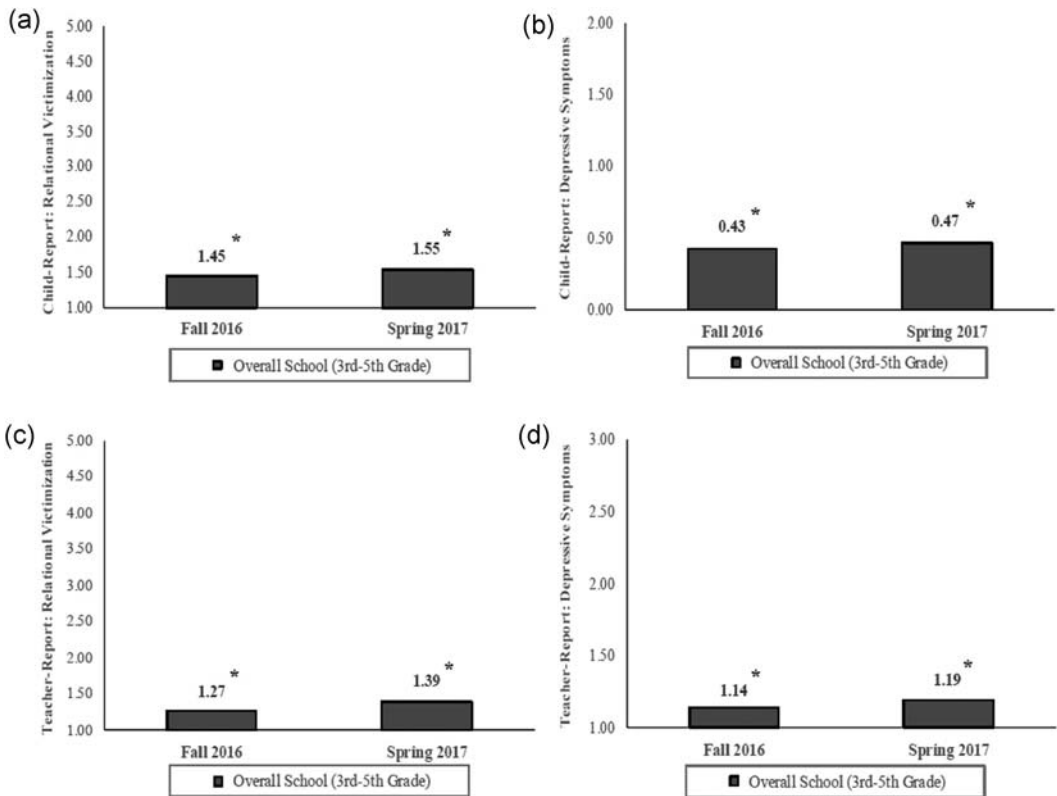 (a)
Child-Report: Relational Victimization
5.00
4.50
4.00
3.50
3.00
2.50
2.00
1.50
1.00
1.45
*
1.55
*
Fall 2016
Spring 2017
Overall School (3rd-5th Grade)
(b)
Child-Report: Depressive Symptoms
2.00
1.50
1.00
0.50
0.00
0.43
*
0.47
*
Fall 2016
Spring 2017
Overall School (3rd-5th Grade)
(c)
Teacher-Report: Relational Victimization
5.00
4.50
4.00
3.50
3.00
2.50
2.00
1.50
1.00
1.27
*
1.39
*
Fall 2016
Spring 2017
Overall School (3rd-5th Grade)
(d)
Teacher-Report: Depressive Symptoms
3.00
2.50
2.00
1.50
1.00
1.14
*
1.19
*
Fall 2016
Spring 2017
Overall School (3rd-5th Grade)